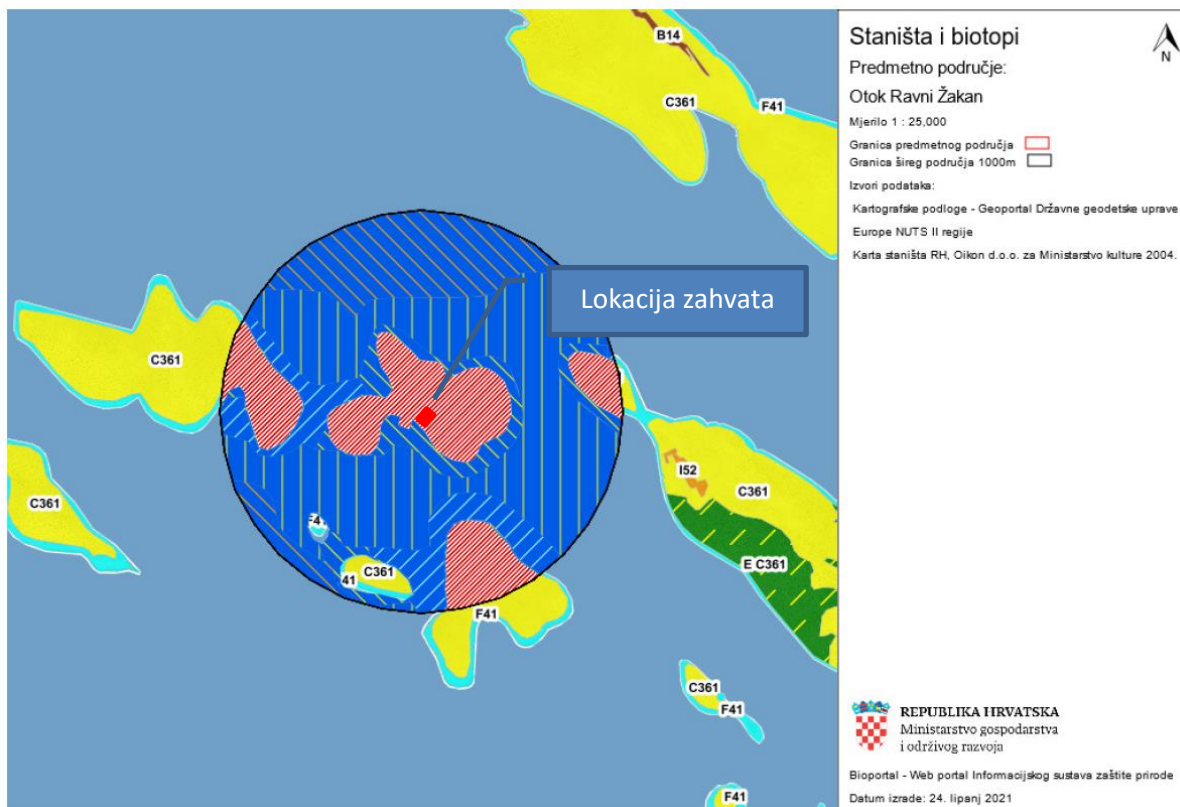 B14
C361
F41
Lokacija zahvata
C361
I52
C361
C361
E C361
F41
C361
41
F41
C361
F41
F41
Staništa i biotopi
N
Predmetno područje:
Otok Ravni Žakan
Mjerilo 1 : 25,000
Granica predmetnog područja
Granica šireg područja 1000m
Izvori podataka:
Kartografske podloge - Geoportal Državne geodetske uprave
Europe NUTS II regije
Karta staništa RH, Oikon d.o.o. za Ministarstvo kulture 2004.
REPUBLIKA HRVATSKA
Ministarstvo gospodarstva
i održivog razvoja
Bioportal - Web portal Informacijskog sustava zaštite prirode
Datum izrade: 24. lipanj 2021